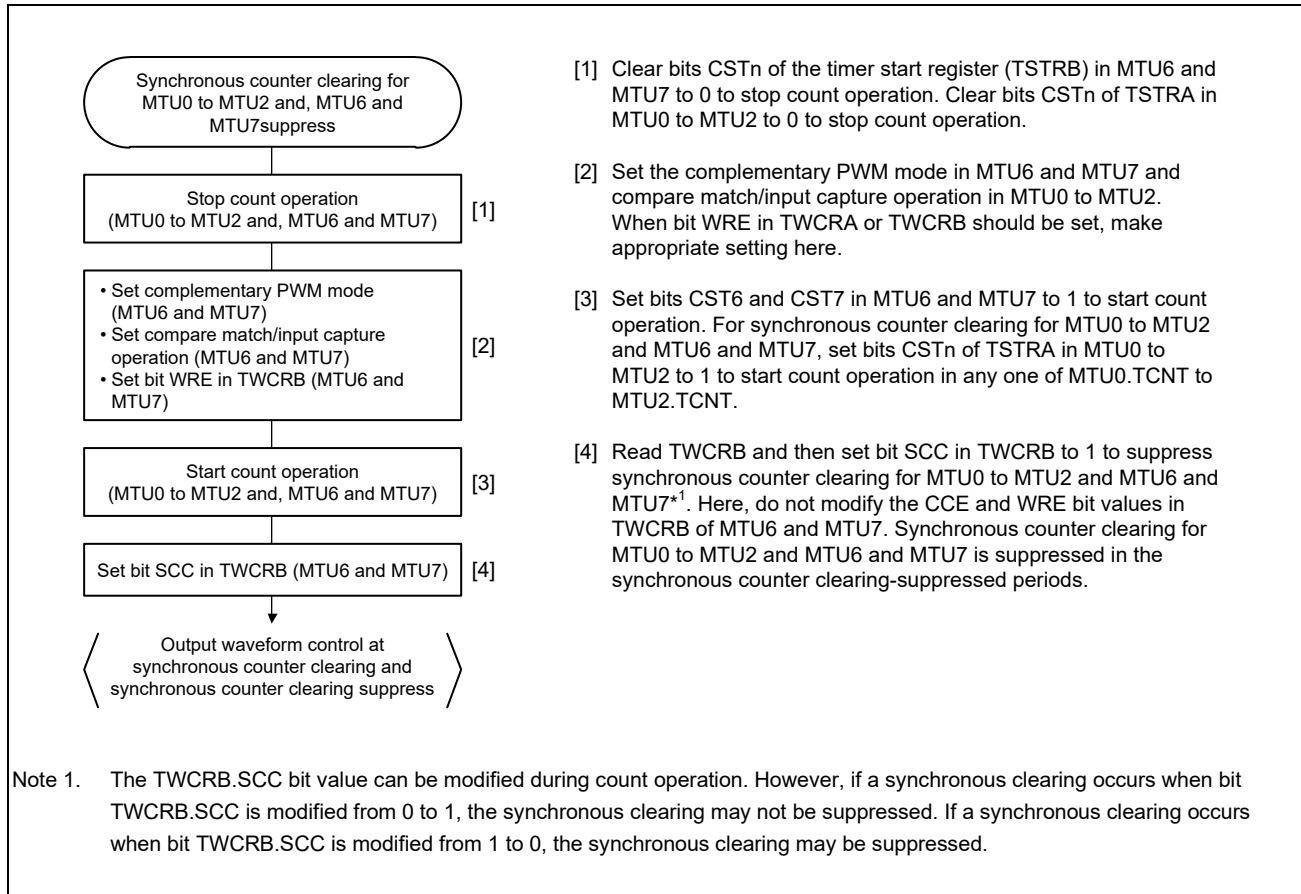 Synchronous counter clearing for
MTU0 to MTU2 and, MTU6 and
MTU7suppress
Stop count operation
(MTU0 to MTU2 and, MTU6 and MTU7)
[1]
• Set complementary PWM mode
(MTU6 and MTU7)
• Set compare match/input capture
operation (MTU6 and MTU7)
• Set bit WRE in TWCRB (MTU6 and
MTU7)
[2]
Start count operation
(MTU0 to MTU2 and, MTU6 and MTU7)
[3]
Set bit SCC in TWCRB (MTU6 and MTU7)
[4]
Output waveform control at
synchronous counter clearing and
synchronous counter clearing suppress
[1] Clear bits CSTn of the timer start register (TSTRB) in MTU6 and
MTU7 to 0 to stop count operation. Clear bits CSTn of TSTRA in
MTU0 to MTU2 to 0 to stop count operation.
[2] Set the complementary PWM mode in MTU6 and MTU7 and
compare match/input capture operation in MTU0 to MTU2.
When bit WRE in TWCRA or TWCRB should be set, make
appropriate setting here.
[3] Set bits CST6 and CST7 in MTU6 and MTU7 to 1 to start count
operation. For synchronous counter clearing for MTU0 to MTU2
and MTU6 and MTU7, set bits CSTn of TSTRA in MTU0 to
MTU2 to 1 to start count operation in any one of MTU0.TCNT to
MTU2.TCNT.
[4] Read TWCRB and then set bit SCC in TWCRB to 1 to suppress
synchronous counter clearing for MTU0 to MTU2 and MTU6 and
MTU7*1. Here, do not modify the CCE and WRE bit values in
TWCRB of MTU6 and MTU7. Synchronous counter clearing for
MTU0 to MTU2 and MTU6 and MTU7 is suppressed in the
synchronous counter clearing-suppressed periods.
Note 1. The TWCRB.SCC bit value can be modified during count operation. However, if a synchronous clearing occurs when bit
TWCRB.SCC is modified from 0 to 1, the synchronous clearing may not be suppressed. If a synchronous clearing occurs
when bit TWCRB.SCC is modified from 1 to 0, the synchronous clearing may be suppressed.